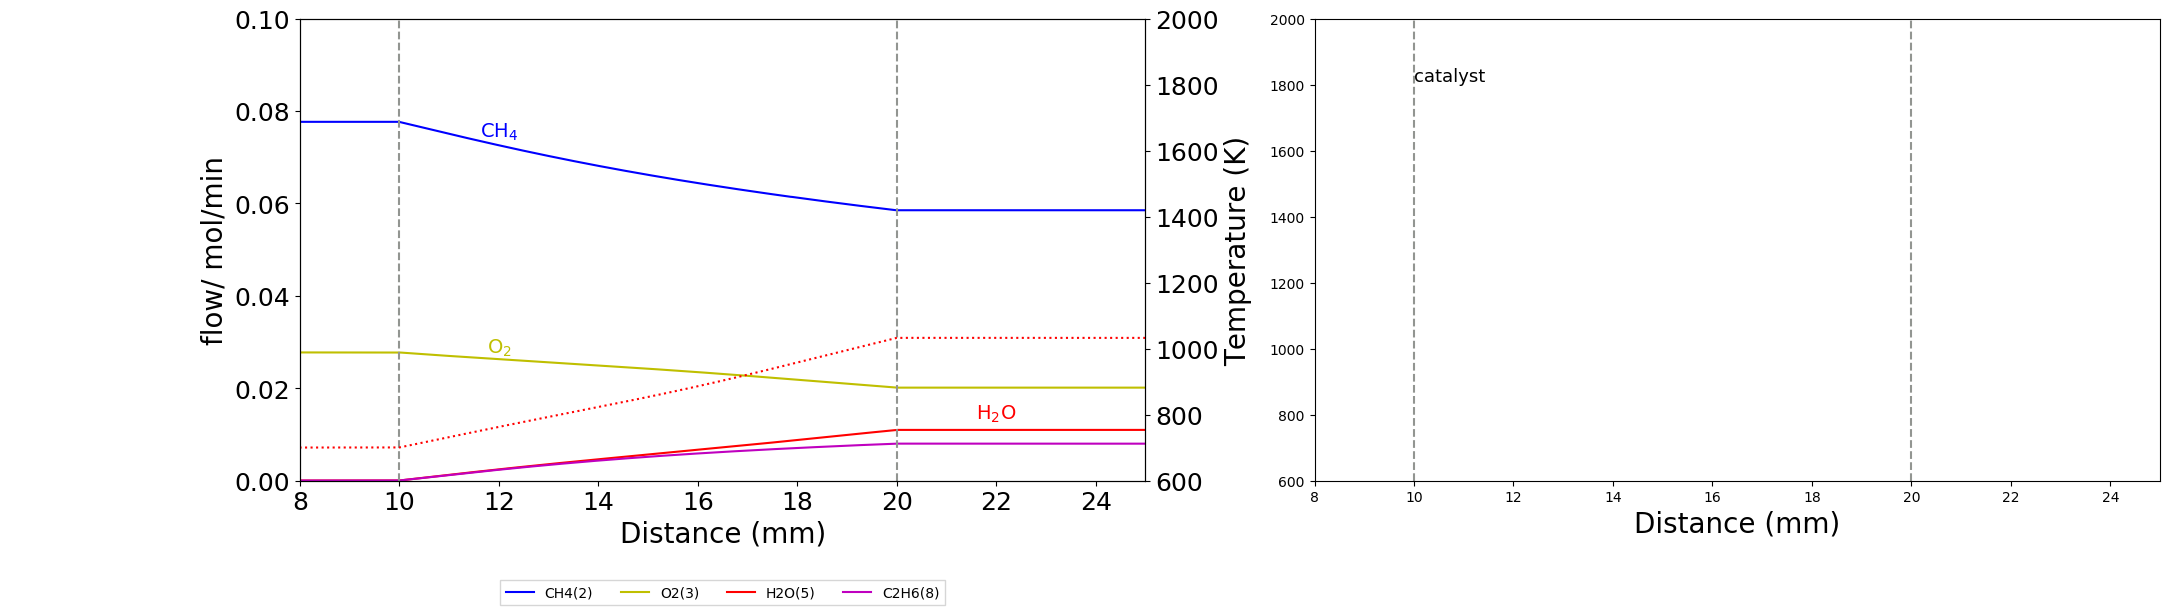 0.10
0.08
0.06
0.04
0.02
0.00
flow/ mol/min
8 10 12 14 16 18 20 22 24
Distance (mm)
CH₄
O₂
H₂O
2000
1800
1600
1400
1200
1000
800
600
Temperature (K)
CH4(2) O2(3) H2O(5) C2H6(8)
2000
1800
1600
1400
1200
1000
800
600
catalyst
8 10 12 14 16 18 20 22 24
Distance (mm)